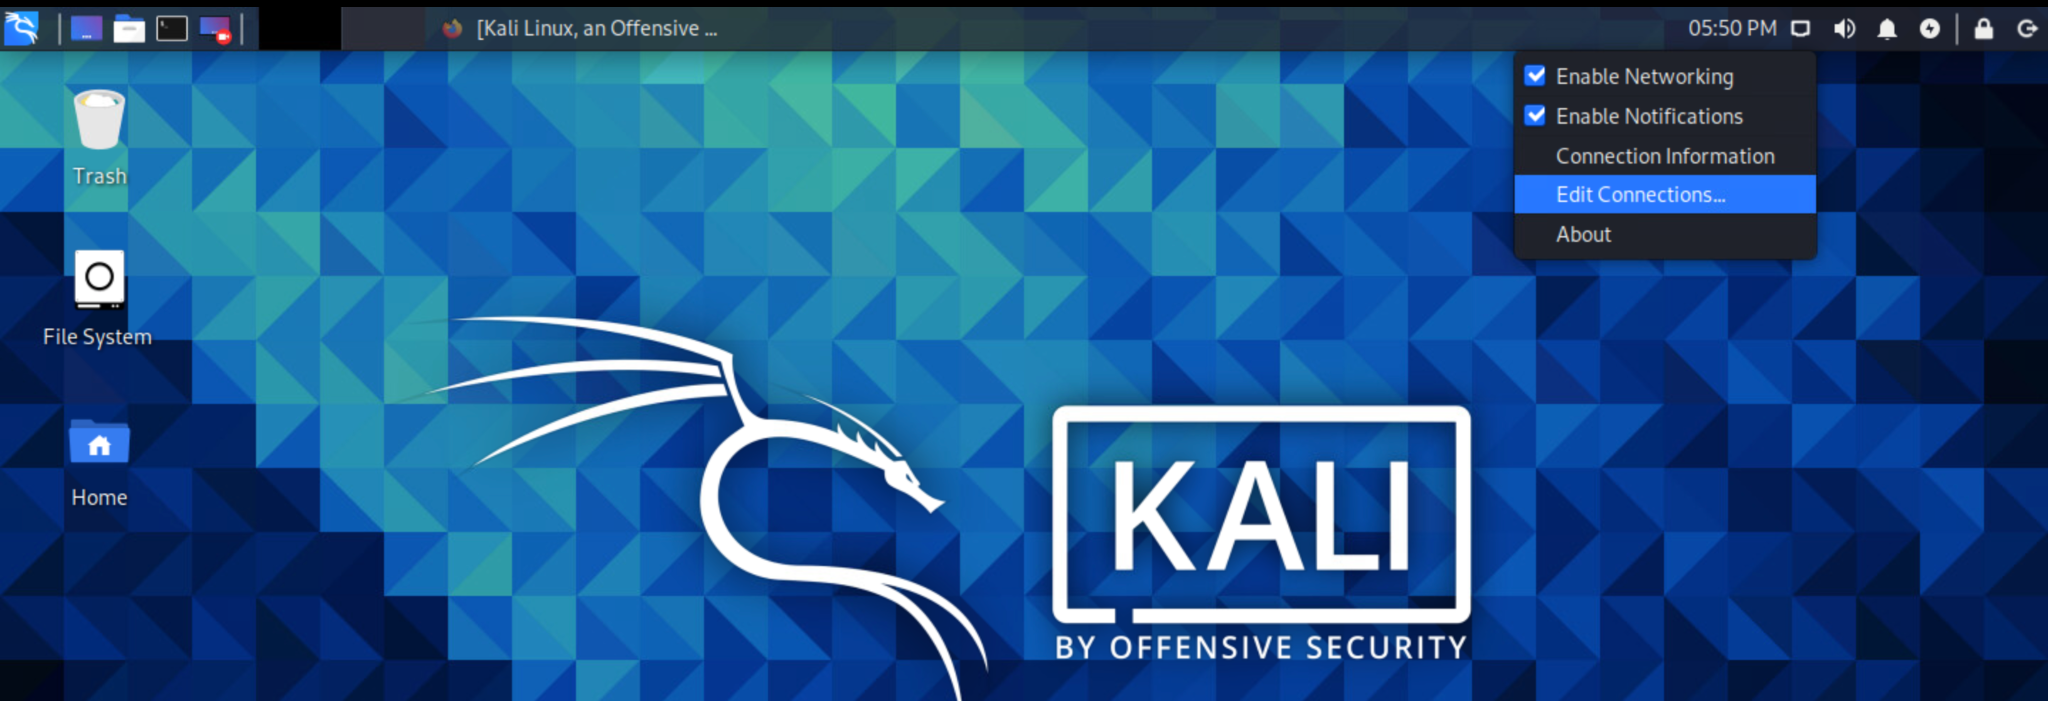 [Kali Linux, an Offensive ...
05:50 PM
Enable Networking
Enable Notifications
Connection Information
Edit Connections...
About
Trash
File System
Home
KALI
BY OFFENSIVE SECURITY